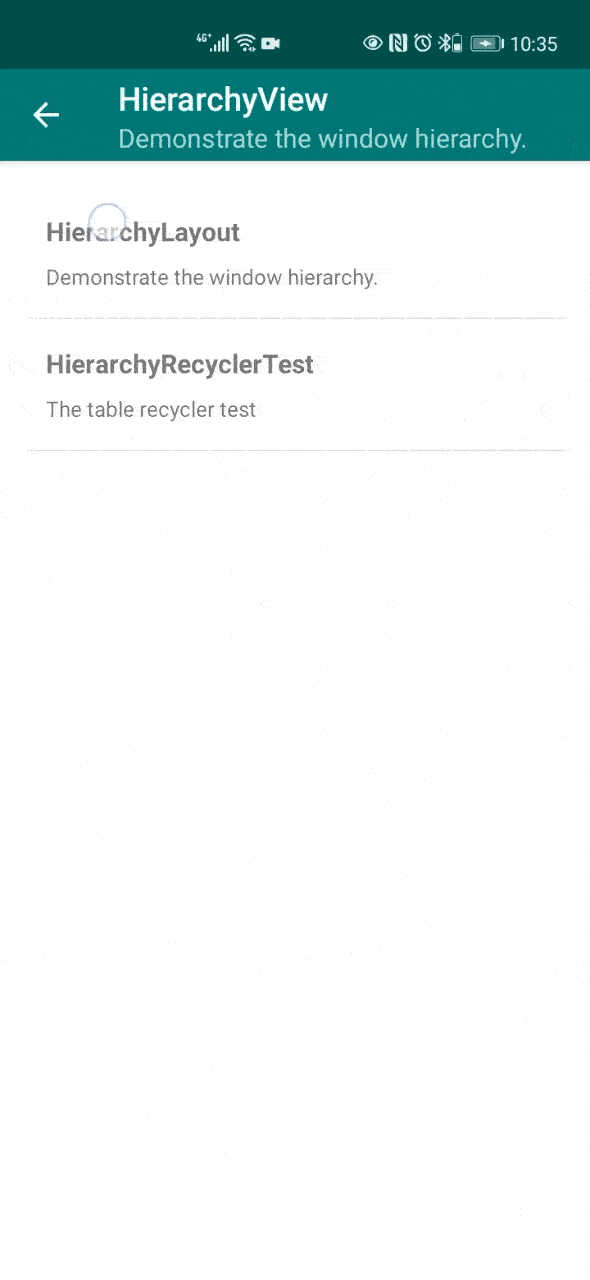 4G+ 10:35
HierarchyView
Demonstrate the window hierarchy.
HierarchyLayout
Demonstrate the window hierarchy.
HierarchyRecyclerTest
The table recycler test